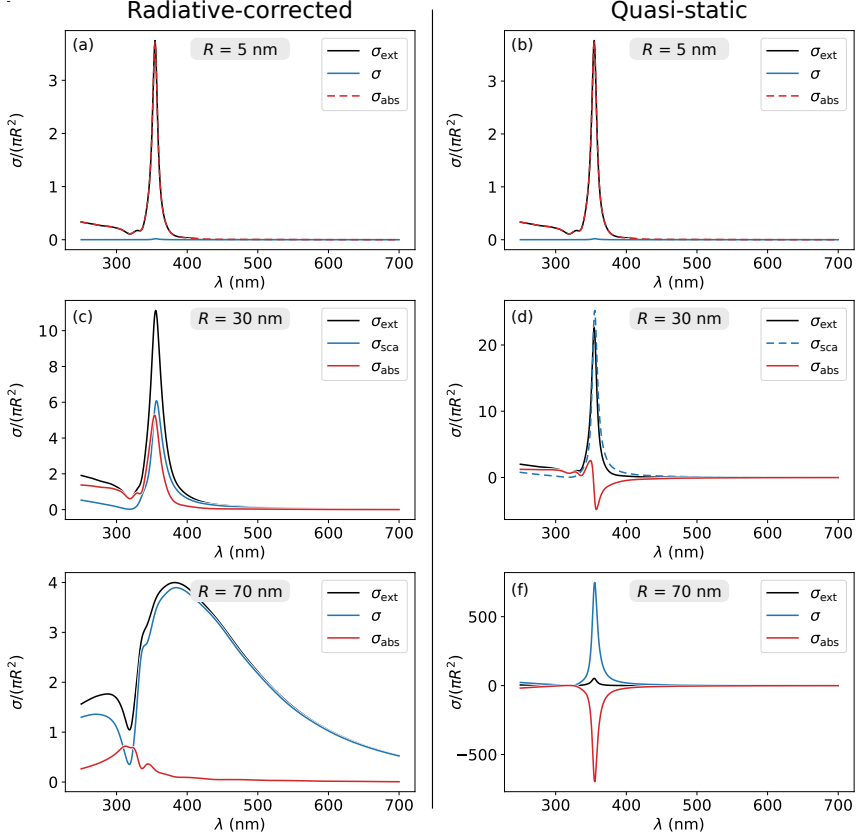 Radiative-corrected
Quasi-static
(a)
R = 5 nm
σext
σ
σabs
σ/(πR²)
3
2
1
0
300 400 500 600 700
λ (nm)
(b)
R = 5 nm
σext
σ
σabs
σ/(πR²)
3
2
1
0
300 400 500 600 700
λ (nm)
(c)
R = 30 nm
σext
σsca
σabs
σ/(πR²)
10
8
6
4
2
0
300 400 500 600 700
λ (nm)
(d)
R = 30 nm
σext
σsca
σabs
σ/(πR²)
20
10
0
300 400 500 600 700
λ (nm)
R = 70 nm
σext
σ
σabs
σ/(πR²)
4
3
2
1
0
300 400 500 600 700
λ (nm)
(f)
R = 70 nm
σext
σ
σabs
σ/(πR²)
500
0
−500
300 400 500 600 700
λ (nm)